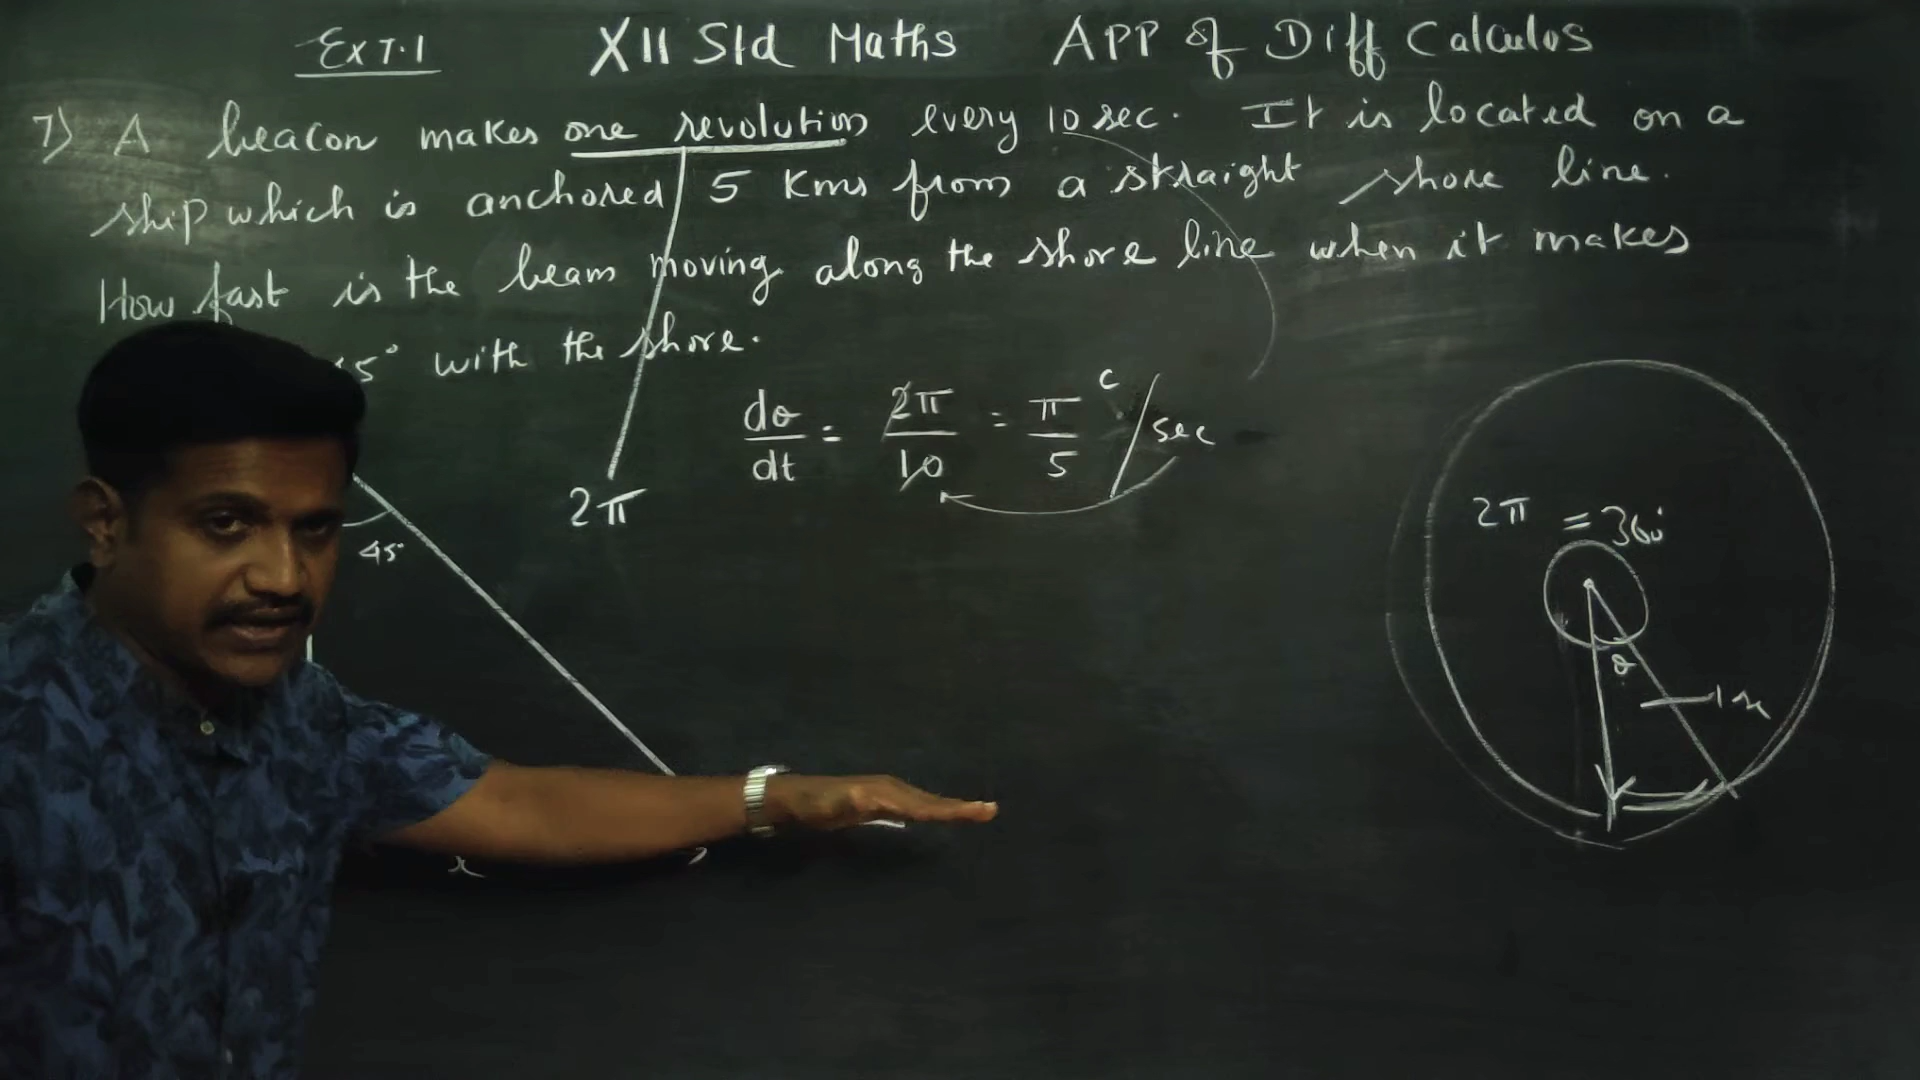 Ex 7.1 XII Std Maths APP of Diff Calculus
7) A beacon makes one revolution every 10 sec. It is located on a
ship which is anchored 5 Kms from a straight shore line.
How fast is the beam moving along the shore line when it makes
45° with the shore.
dθ/dt = 2π/10 = π/5 c/sec
2π
45°
x
2π = 360°
θ